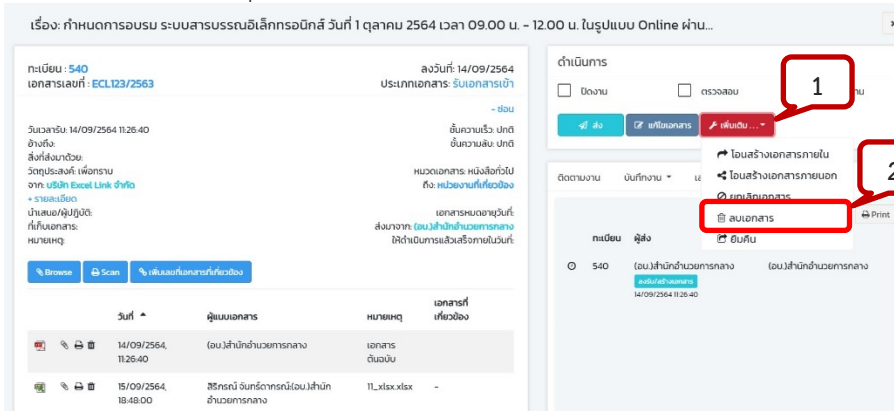 เรื่อง: กำหนดการอบรม ระบบสารบรรณอิเล็กทรอนิกส์ วันที่ 1 ตุลาคม 2564 เวลา 09.00 น. - 12.00 น. ในรูปแบบ Online ผ่าน...
ทะเบียน : 540
ลงวันที่: 14/09/2564
เอกสารเลขที่ : ECL123/2563
ประเภทเอกสาร: รับเอกสารเข้า
- ซ่อน
วันเวลารับ: 14/09/2564 11:26:40
ชั้นความเร็ว: ปกติ
อ้างถึง:
ชั้นความลับ: ปกติ
สิ่งที่ส่งมาด้วย:
วัตถุประสงค์: เพื่อทราบ
หมวดเอกสาร: หนังสือทั่วไป
จาก: บริษัท Excel Link จำกัด
ถึง: หน่วยงานที่เกี่ยวข้อง
+ รายละเอียด
นำเสนอ/ผู้ปฏิบัติ:
เอกสารหมดอายุวันที่:
ที่เก็บเอกสาร:
ส่งมาจาก: (อบ.)สำนักอำนวยการกลาง
หมายเหตุ:
ให้ดำเนินการแล้วเสร็จภายในวันที่:
Browse
Scan
เพิ่มเลขที่เอกสารที่เกี่ยวข้อง
วันที่
ผู้แนบเอกสาร
หมายเหตุ
เอกสารที่
เกี่ยวข้อง
14/09/2564,
11:26:40
(อบ.)สำนักอำนวยการกลาง
เอกสาร
ต้นฉบับ
15/09/2564,
18:48:00
สิริภรณ์ จันทร์ดาภรณ์:(อบ.)สำนัก
อำนวยการกลาง
11_xlsx.xlsx
-
ดำเนินการ
ปิดงาน
ตรวจสอบ
1
ส่ง
แก้ไขเอกสาร
เพิ่มเติม...
โอนสร้างเอกสารภายใน
โอนสร้างเอกสารภายนอก
ยกเลิกเอกสาร
ลบเอกสาร
ยืมคืน
2
ติดตามงาน
บันทึกงาน
Print
ทะเบียน
ผู้ส่ง
540
(อบ.)สำนักอำนวยการกลาง
(อบ.)สำนักอำนวยการกลาง
ลงรับ/สร้างเอกสาร
14/09/2564 11:26:40